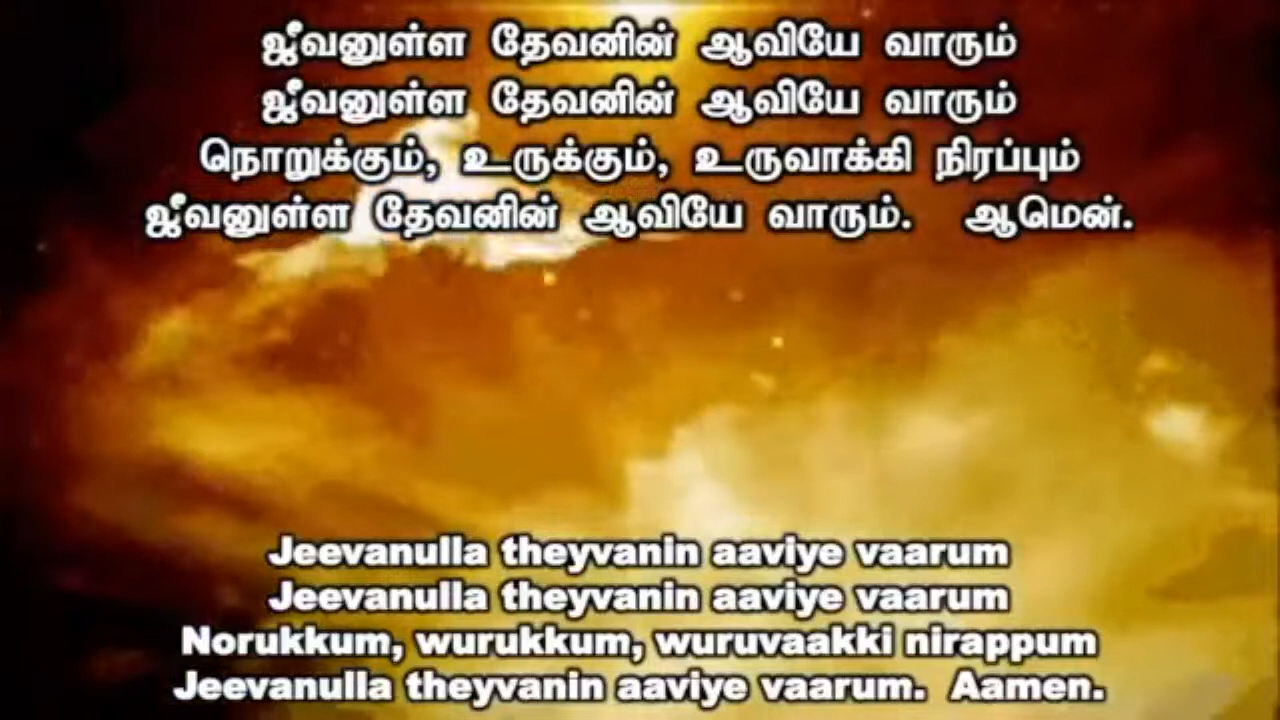 ஜீவனுள்ள தேவனின் ஆவியே வாரும்
ஜீவனுள்ள தேவனின் ஆவியே வாரும்
நொறுக்கும், உருக்கும், உருவாக்கி நிரப்பும்
ஜீவனுள்ள தேவனின் ஆவியே வாரும். ஆமென்.
Jeevanulla theyvanin aaviye vaarum
Jeevanulla theyvanin aaviye vaarum
Norukkum, wurukkum, wuruvaakki nirappum
Jeevanulla theyvanin aaviye vaarum. Aamen.